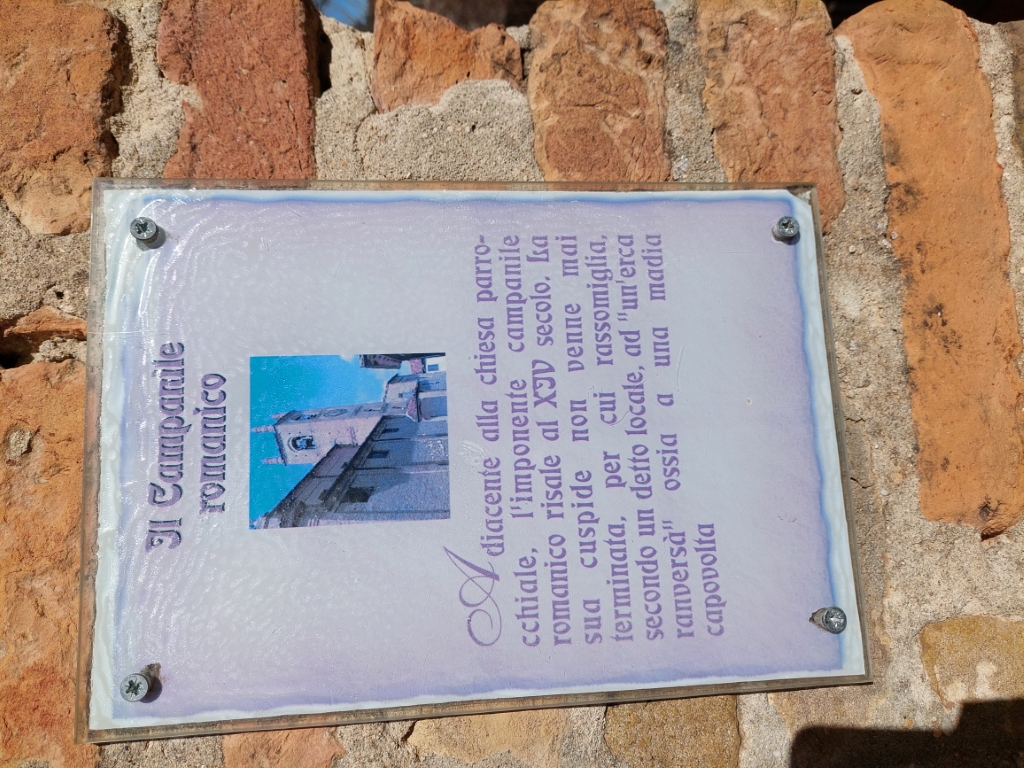 Il Campanile
romanico
Adiacente alla chiesa parro-
cchiale, l'imponente campanile
romanico risale al XIV secolo. La
sua cuspide non venne mai
terminata, per cui rassomiglia,
secondo un detto locale, ad "un'erca
ranversà" ossia a una madia
capovolta